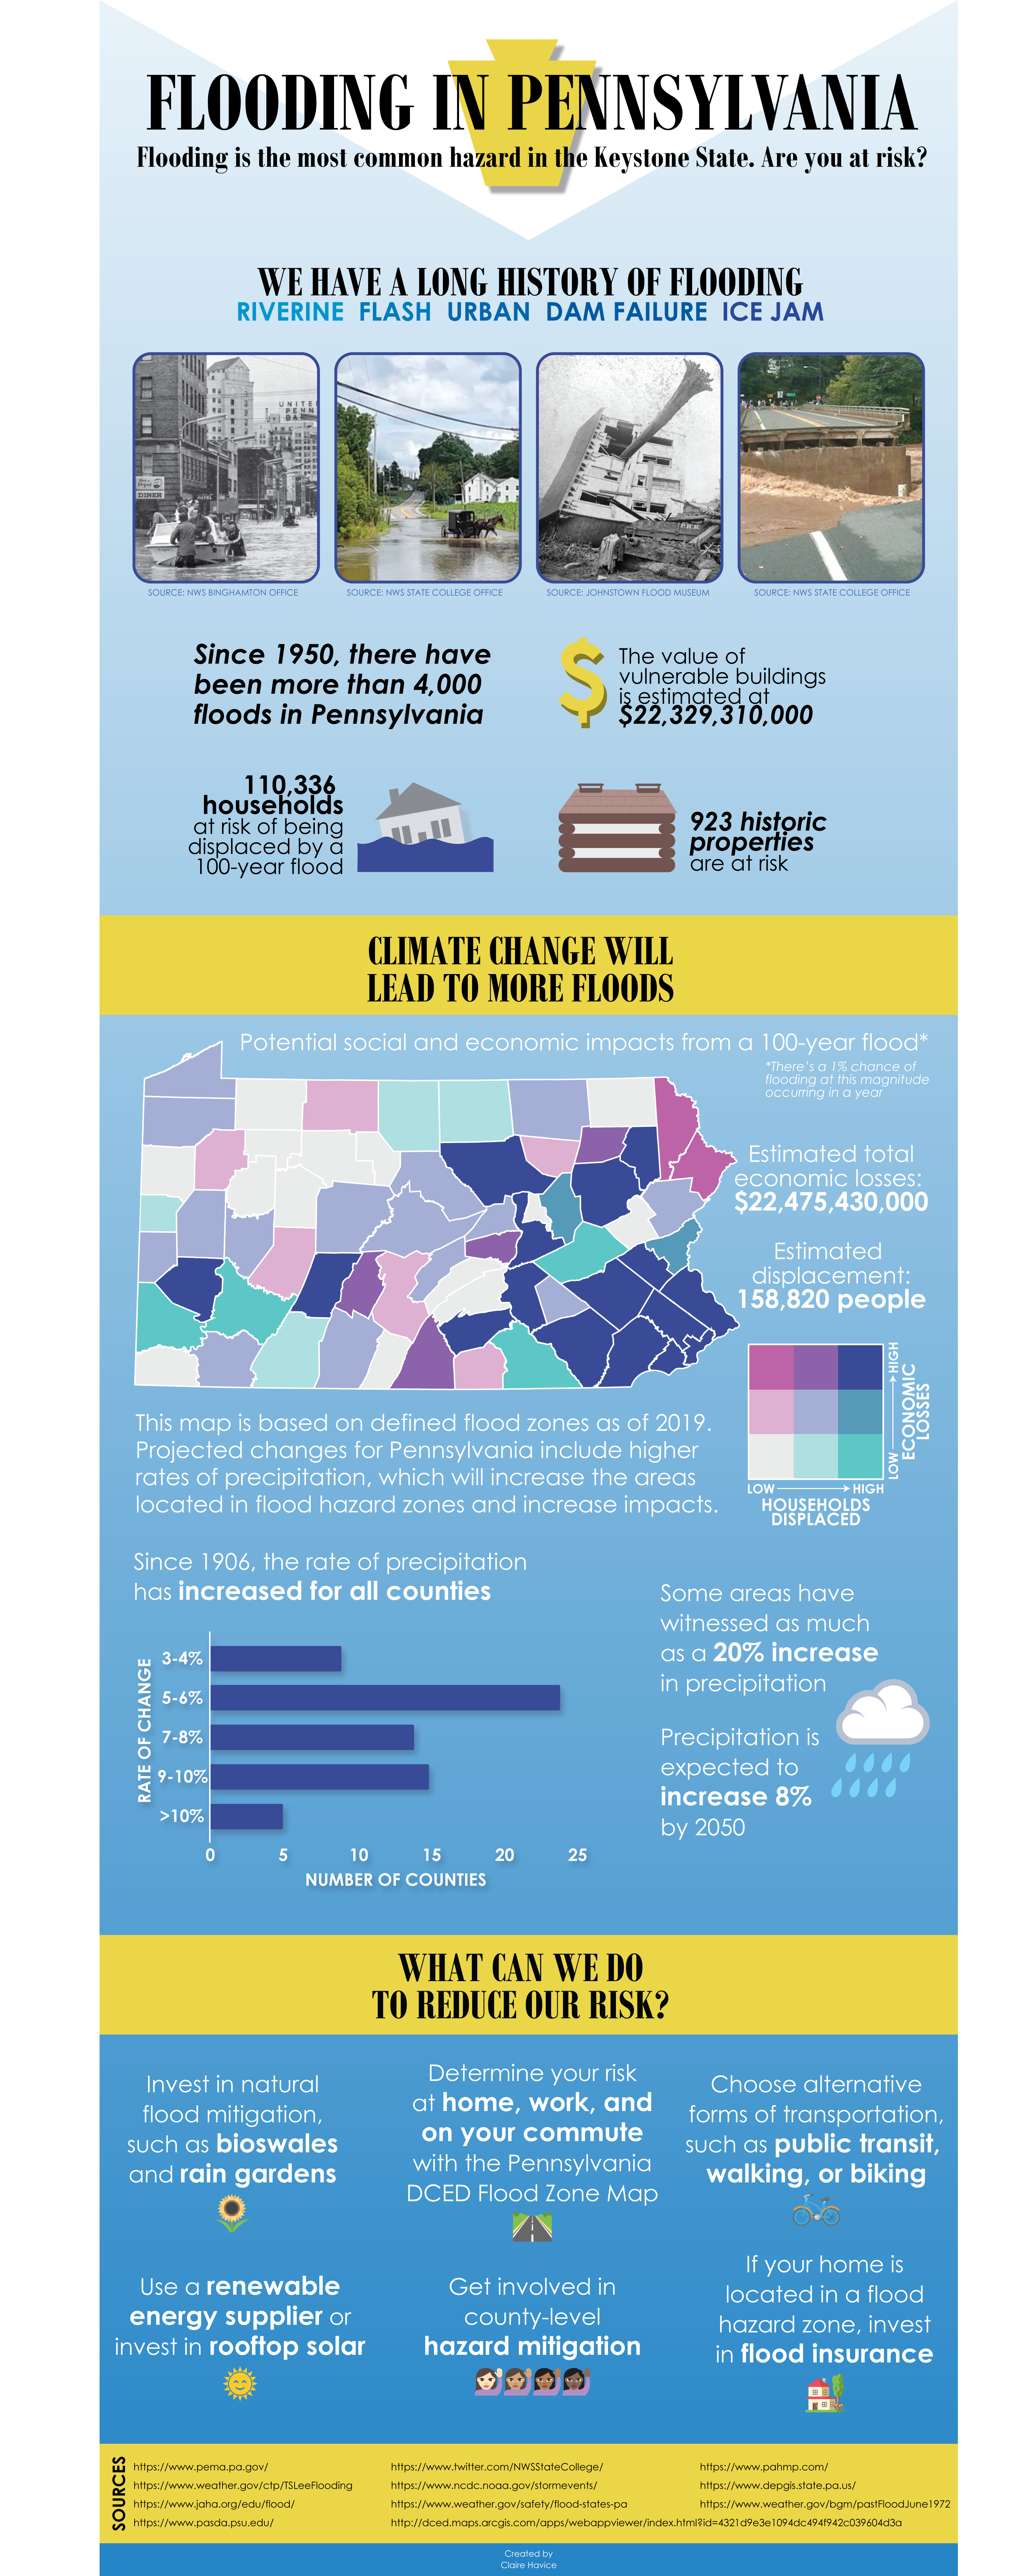 FLOODING IN PENNSYLVANIA
Flooding is the most common hazard in the Keystone State. Are you at risk?
WE HAVE A LONG HISTORY OF FLOODING
RIVERINE FLASH URBAN DAM FAILURE ICE JAM
UNITE
PENN
DINER
SOURCE: NWS BINGHAMTON OFFICE
SOURCE: NWS STATE COLLEGE OFFICE
SOURCE: JOHNSTOWN FLOOD MUSEUM
SOURCE: NWS STATE COLLEGE OFFICE
Since 1950, there have
been more than 4,000
floods in Pennsylvania
$
The value of
vulnerable buildings
is estimated at
$22,329,310,000
110,336
households
at risk of being
displaced by a
100-year flood
923 historic
properties
are at risk
CLIMATE CHANGE WILL
LEAD TO MORE FLOODS
Potential social and economic impacts from a 100-year flood*
*There's a 1% chance of
flooding at this magnitude
occurring in a year
Estimated total
economic losses:
$22,475,430,000
Estimated
displacement:
158,820 people
LOW HIGH
ECONOMIC
LOSSES
LOW HIGH
HOUSEHOLDS
DISPLACED
This map is based on defined flood zones as of 2019.
Projected changes for Pennsylvania include higher
rates of precipitation, which will increase the areas
located in flood hazard zones and increase impacts.
Since 1906, the rate of precipitation
has increased for all counties
RATE OF CHANGE
3-4%
5-6%
7-8%
9-10%
>10%
0 5 10 15 20 25
NUMBER OF COUNTIES
Some areas have
witnessed as much
as a 20% increase
in precipitation
Precipitation is
expected to
increase 8%
by 2050
WHAT CAN WE DO
TO REDUCE OUR RISK?
Invest in natural
flood mitigation,
such as bioswales
and rain gardens
Determine your risk
at home, work, and
on your commute
with the Pennsylvania
DCED Flood Zone Map
Choose alternative
forms of transportation,
such as public transit,
walking, or biking
Use a renewable
energy supplier or
invest in rooftop solar
Get involved in
county-level
hazard mitigation
If your home is
located in a flood
hazard zone, invest
in flood insurance
SOURCES
https://www.pema.pa.gov/
https://www.weather.gov/ctp/TSLeeFlooding
https://www.jaha.org/edu/flood/
https://www.pasda.psu.edu/
https://www.twitter.com/NWSStateCollege/
https://www.ncdc.noaa.gov/stormevents/
https://www.weather.gov/safety/flood-states-pa
http://dced.maps.arcgis.com/apps/webappviewer/index.html?id=4321d9e3e1094dc494f942c039604d3a
https://www.pahmp.com/
https://www.depgis.state.pa.us/
https://www.weather.gov/bgm/pastFloodJune1972
Created by
Claire Havice